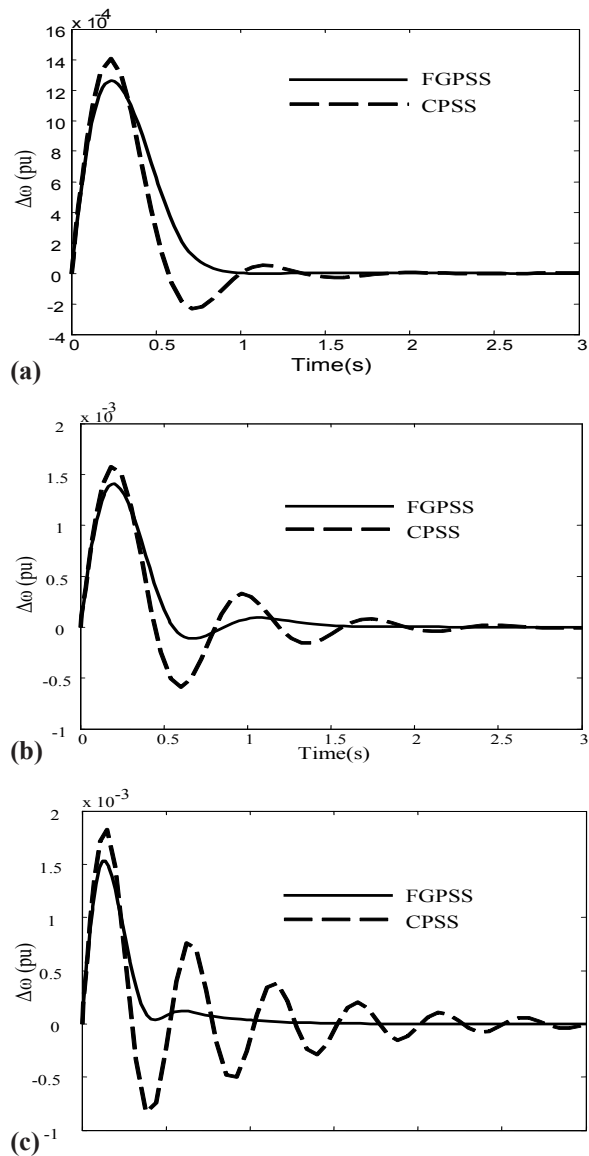 x 10-4
16
14
12
10
8
6
4
2
0
-2
-4
Δω (pu)
FGPSS
CPSS
0 0.5 1 1.5 2 2.5 3
Time(s)
(a)
x 10-3
2
1.5
1
0.5
0
-0.5
-1
Δω (pu)
FGPSS
CPSS
0 0.5 1 1.5 2 2.5 3
Time(s)
(b)
x 10-3
2
1.5
1
0.5
0
-0.5
-1
Δω (pu)
FGPSS
CPSS
(c)